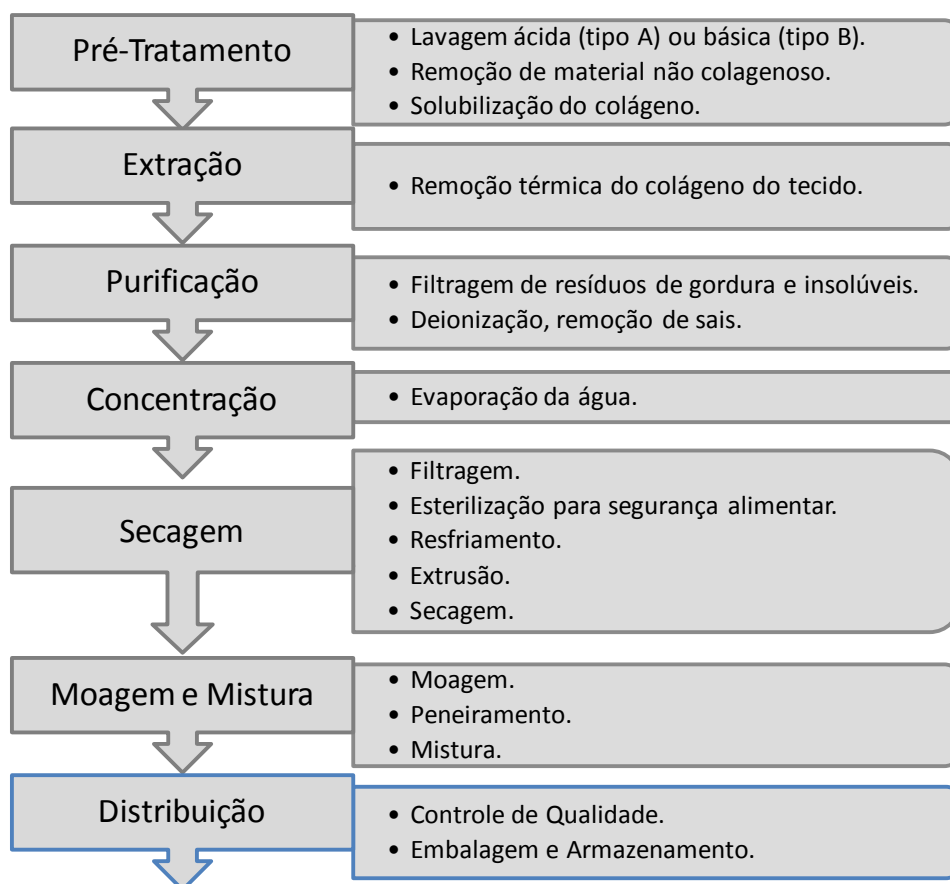 Pré-Tratamento
• Lavagem ácida (tipo A) ou básica (tipo B).
• Remoção de material não colagenoso.
• Solubilização do colágeno.
Extração
• Remoção térmica do colágeno do tecido.
Purificação
• Filtragem de resíduos de gordura e insolúveis.
• Deionização, remoção de sais.
Concentração
• Evaporação da água.
Secagem
• Filtragem.
• Esterilização para segurança alimentar.
• Resfriamento.
• Extrusão.
• Secagem.
Moagem e Mistura
• Moagem.
• Peneiramento.
• Mistura.
Distribuição
• Controle de Qualidade.
• Embalagem e Armazenamento.